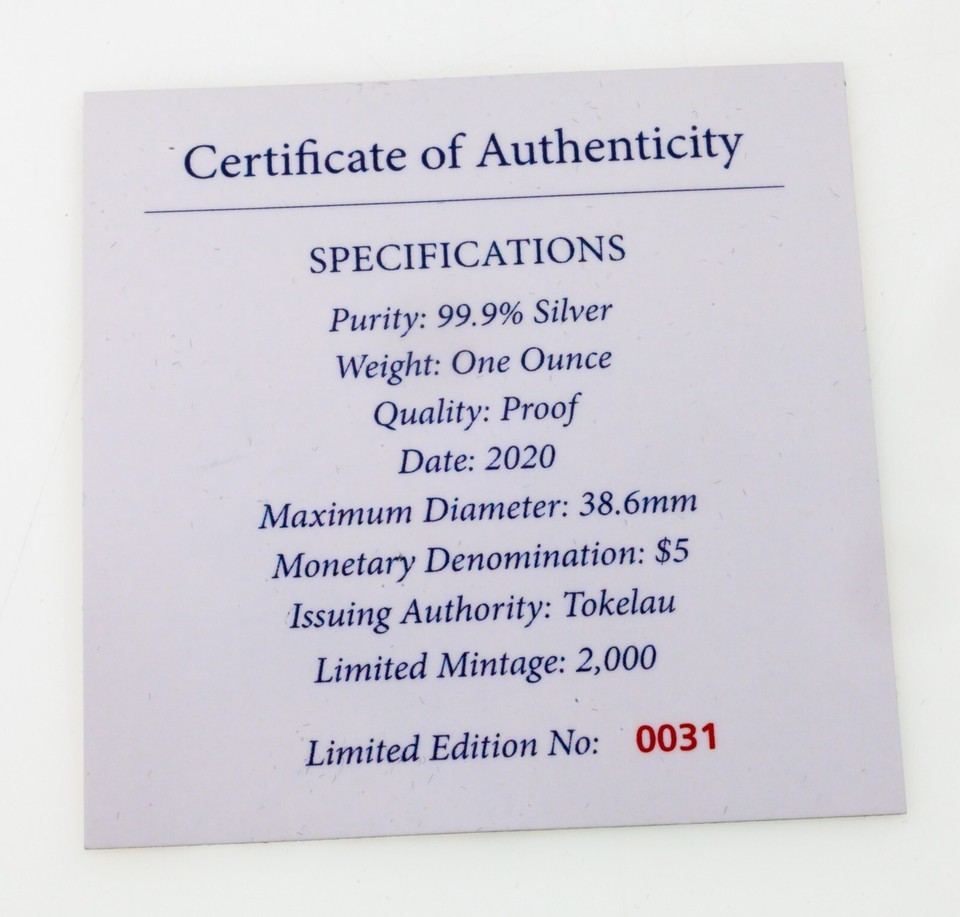 Certificate of Authenticity
SPECIFICATIONS
Purity: 99.9% Silver
Weight: One Ounce
Quality: Proof
Date: 2020
Maximum Diameter: 38.6mm
Monetary Denomination: $5
Issuing Authority: Tokelau
Limited Mintage: 2,000
Limited Edition No: 0031